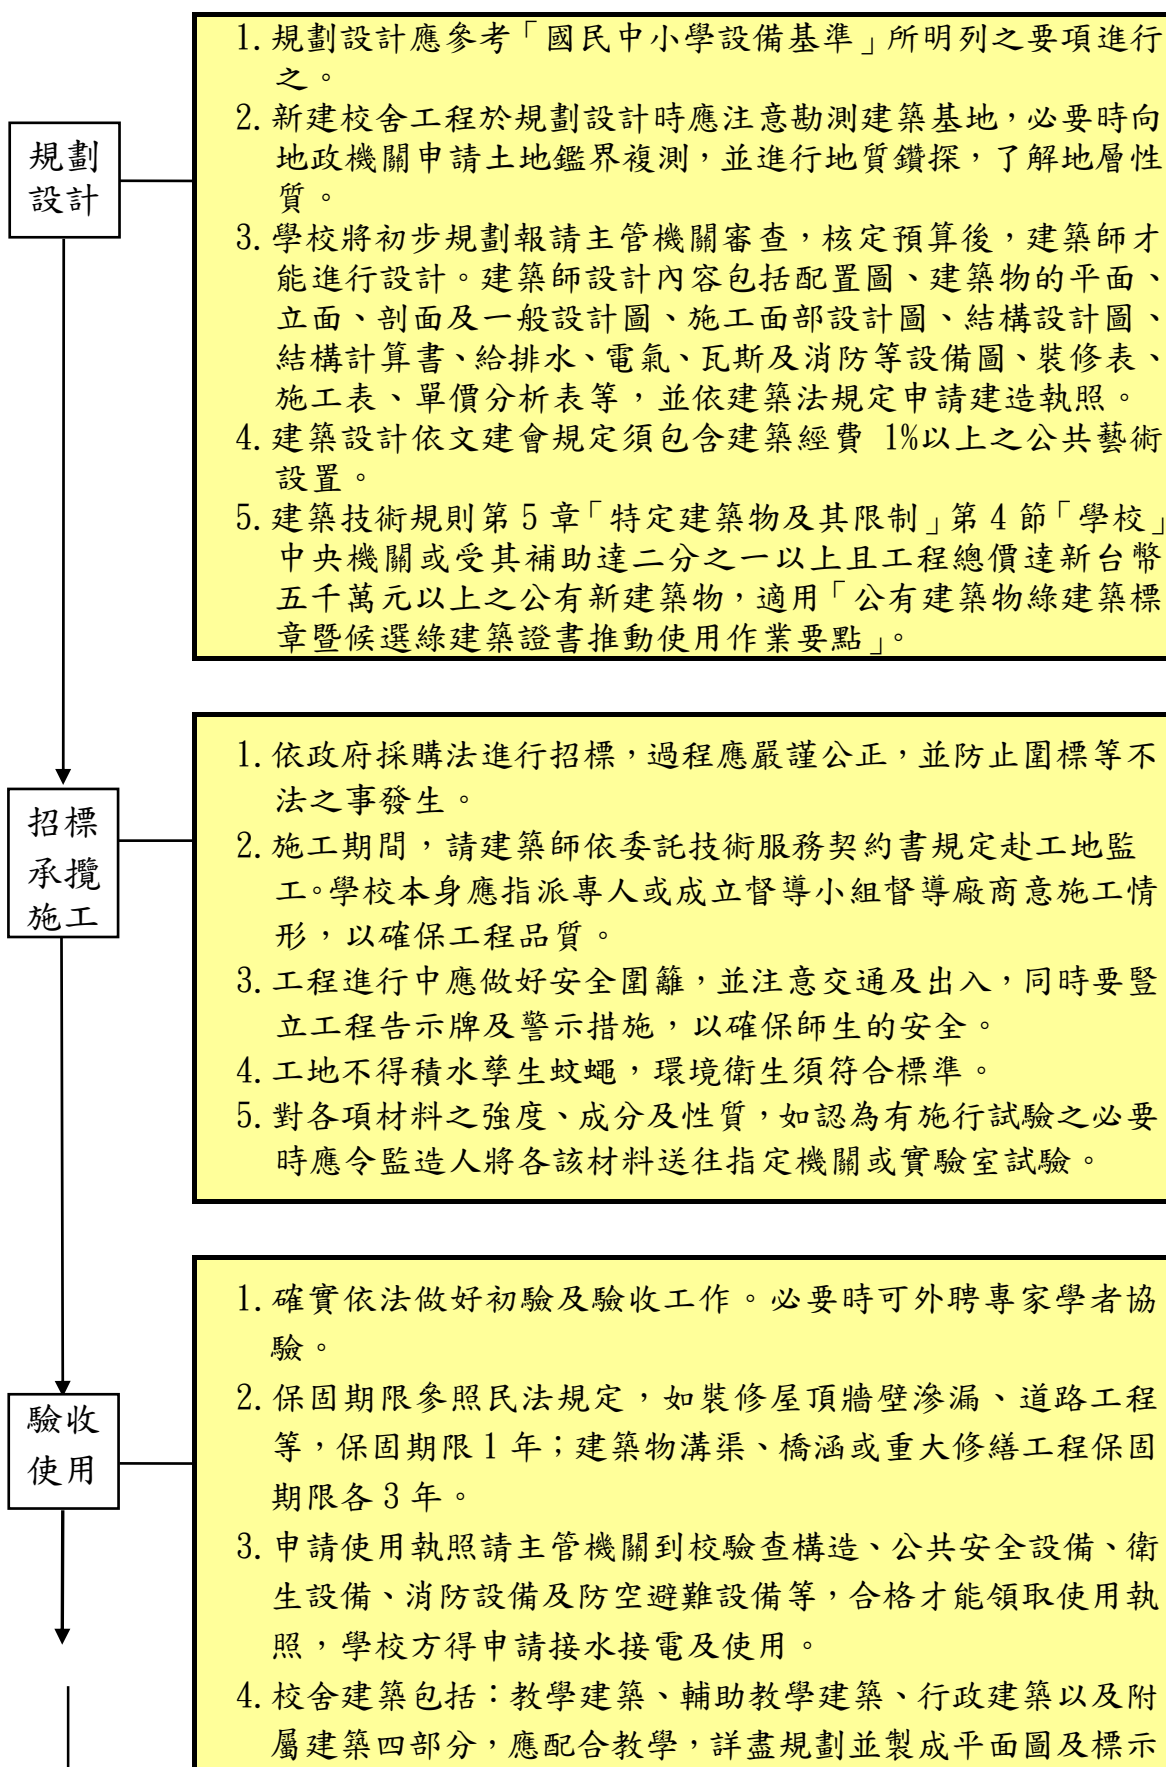 1.規劃設計應參考「國民中小學設備基準」所明列之要項進行
之。
2.新建校舍工程於規劃設計時應注意勘測建築基地，必要時向
地政機關申請土地鑑界複測，並進行地質鑽探，了解地層性
質。
3.學校將初步規劃報請主管機關審查，核定預算後，建築師才
能進行設計。建築師設計內容包括配置圖、建築物的平面、
立面、剖面及一般設計圖、施工面部設計圖、結構設計圖、
結構計算書、給排水、電氣、瓦斯及消防等設備圖、裝修表、
施工表、單價分析表等，並依建築法規定申請建造執照。
4.建築設計依文建會規定須包含建築經費 1%以上之公共藝術
設置。
5.建築技術規則第5章「特定建築物及其限制」第4節「學校」
中央機關或受其補助達二分之一以上且工程總價達新台幣
五千萬元以上之公有新建築物，適用「公有建築物綠建築標
章暨候選綠建築證書推動使用作業要點」。
規劃
設計
1.依政府採購法進行招標，過程應嚴謹公正，並防止圍標等不
法之事發生。
2.施工期間，請建築師依委託技術服務契約書規定赴工地監
工。學校本身應指派專人或成立督導小組督導廠商意施工情
形，以確保工程品質。
3.工程進行中應做好安全圍籬，並注意交通及出入，同時要豎
立工程告示牌及警示措施，以確保師生的安全。
4.工地不得積水孳生蚊蠅，環境衛生須符合標準。
5.對各項材料之強度、成分及性質，如認為有施行試驗之必要
時應令監造人將各該材料送往指定機關或實驗室試驗。
招標
承攬
施工
1.確實依法做好初驗及驗收工作。必要時可外聘專家學者協
驗。
2.保固期限參照民法規定，如裝修屋頂牆壁滲漏、道路工程
等，保固期限1年；建築物溝渠、橋涵或重大修繕工程保固
期限各3年。
3.申請使用執照請主管機關到校驗查構造、公共安全設備、衛
生設備、消防設備及防空避難設備等，合格才能領取使用執
照，學校方得申請接水接電及使用。
4.校舍建築包括：教學建築、輔助教學建築、行政建築以及附
屬建築四部分，應配合教學，詳盡規劃並製成平面圖及標示
驗收
使用